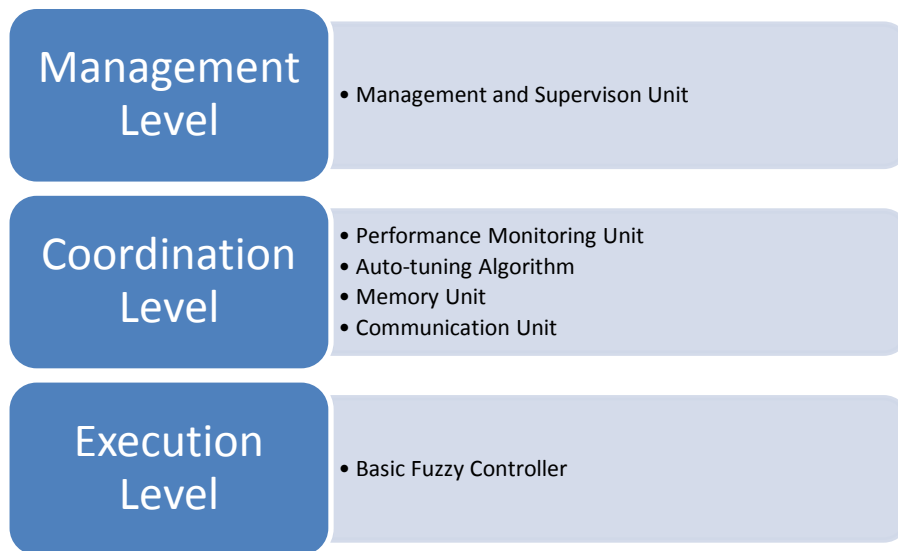 Management
Level
• Management and Supervison Unit
Coordination
Level
• Performance Monitoring Unit
• Auto-tuning Algorithm
• Memory Unit
• Communication Unit
Execution
Level
• Basic Fuzzy Controller